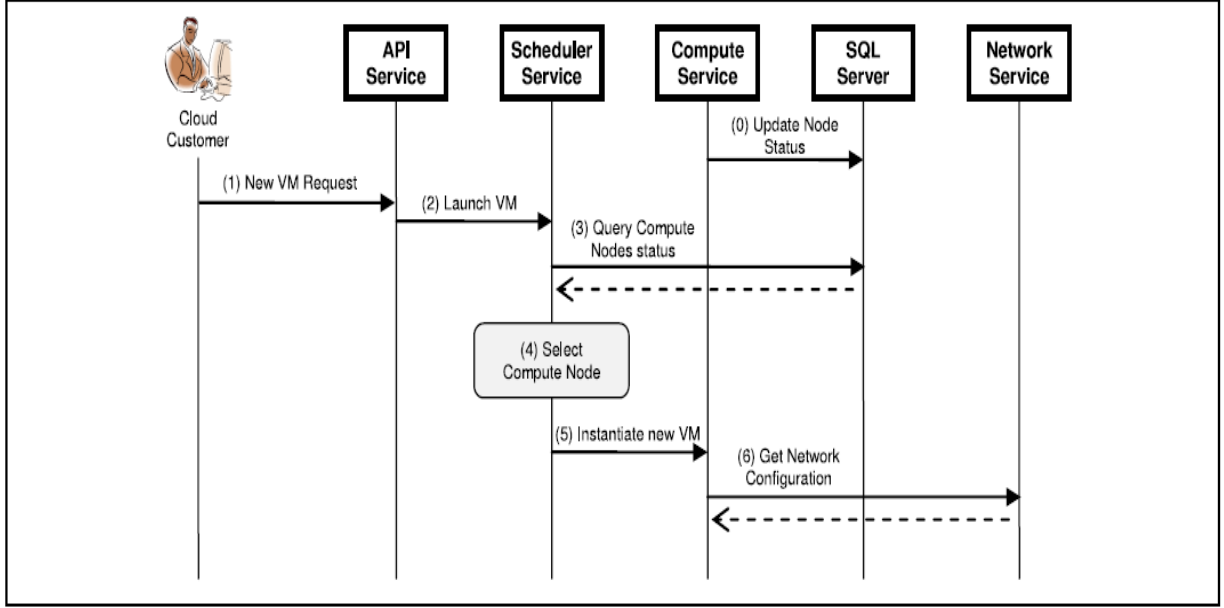 API
Service
Scheduler
Service
Compute
Service
SQL
Server
Network
Service
Cloud
Customer
(0) Update Node
Status
(1) New VM Request
(2) Launch VM
(3) Query Compute
Nodes status
(4) Select
Compute Node
(5) Instantiate new VM
(6) Get Network
Configuration